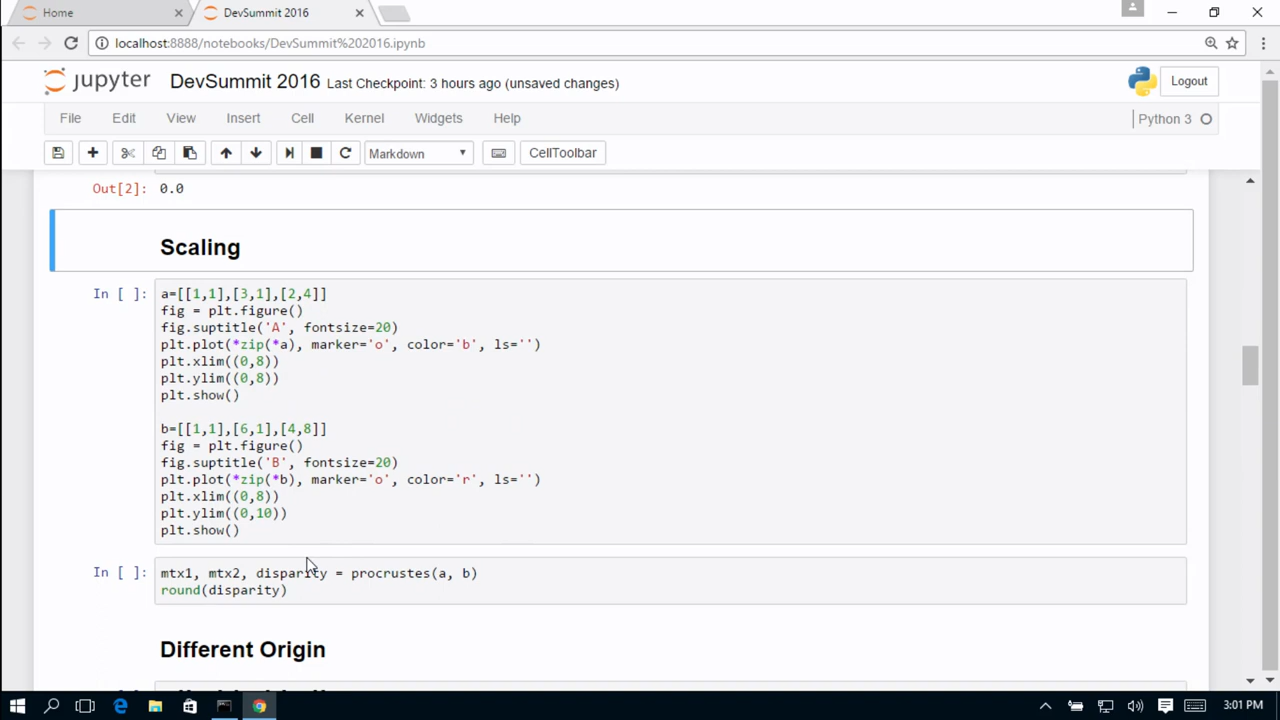 Home
DevSummit 2016
localhost:8888/notebooks/DevSummit%202016.ipynb
jupyter DevSummit 2016 Last Checkpoint: 3 hours ago (unsaved changes)
Logout
File Edit View Insert Cell Kernel Widgets Help
Python 3
Markdown
CellToolbar
Out[2]: 0.0
Scaling
In [ ]: a=[[1,1],[3,1],[2,4]]
fig = plt.figure()
fig.suptitle('A', fontsize=20)
plt.plot(*zip(*a), marker='o', color='b', ls='')
plt.xlim((0,8))
plt.ylim((0,8))
plt.show()
b=[[1,1],[6,1],[4,8]]
fig = plt.figure()
fig.suptitle('B', fontsize=20)
plt.plot(*zip(*b), marker='o', color='r', ls='')
plt.xlim((0,8))
plt.ylim((0,10))
plt.show()
In [ ]: mtx1, mtx2, disparity = procrustes(a, b)
round(disparity)
Different Origin
3:01 PM